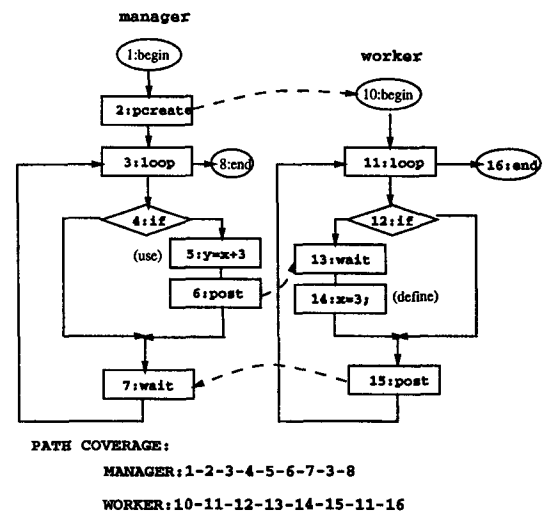 manager
1:begin
2:pcreate
3:loop
8:end
4:if
(use)
5:y=x+3
6:post
7:wait
worker
10:begin
11:loop
16:end
12:if
13:wait
14:x=3;
(define)
15:post
PATH COVERAGE:
MANAGER:1-2-3-4-5-6-7-3-8
WORKER:10-11-12-13-14-15-11-16